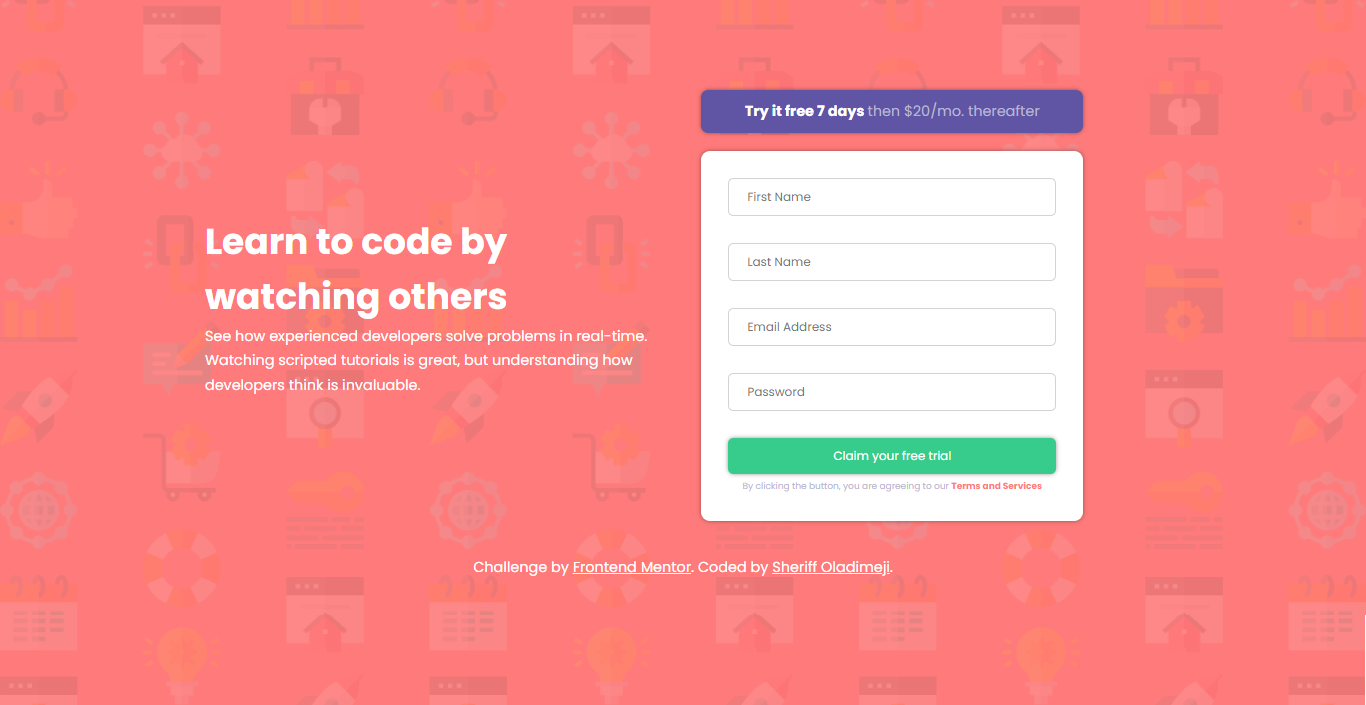 Try it free 7 days then $20/mo. thereafter
Learn to code by
watching others
See how experienced developers solve problems in real-time.
Watching scripted tutorials is great, but understanding how
developers think is invaluable.
First Name
Last Name
Email Address
Password
Claim your free trial
By clicking the button, you are agreeing to our Terms and Services
Challenge by Frontend Mentor. Coded by Sheriff Oladimeji.